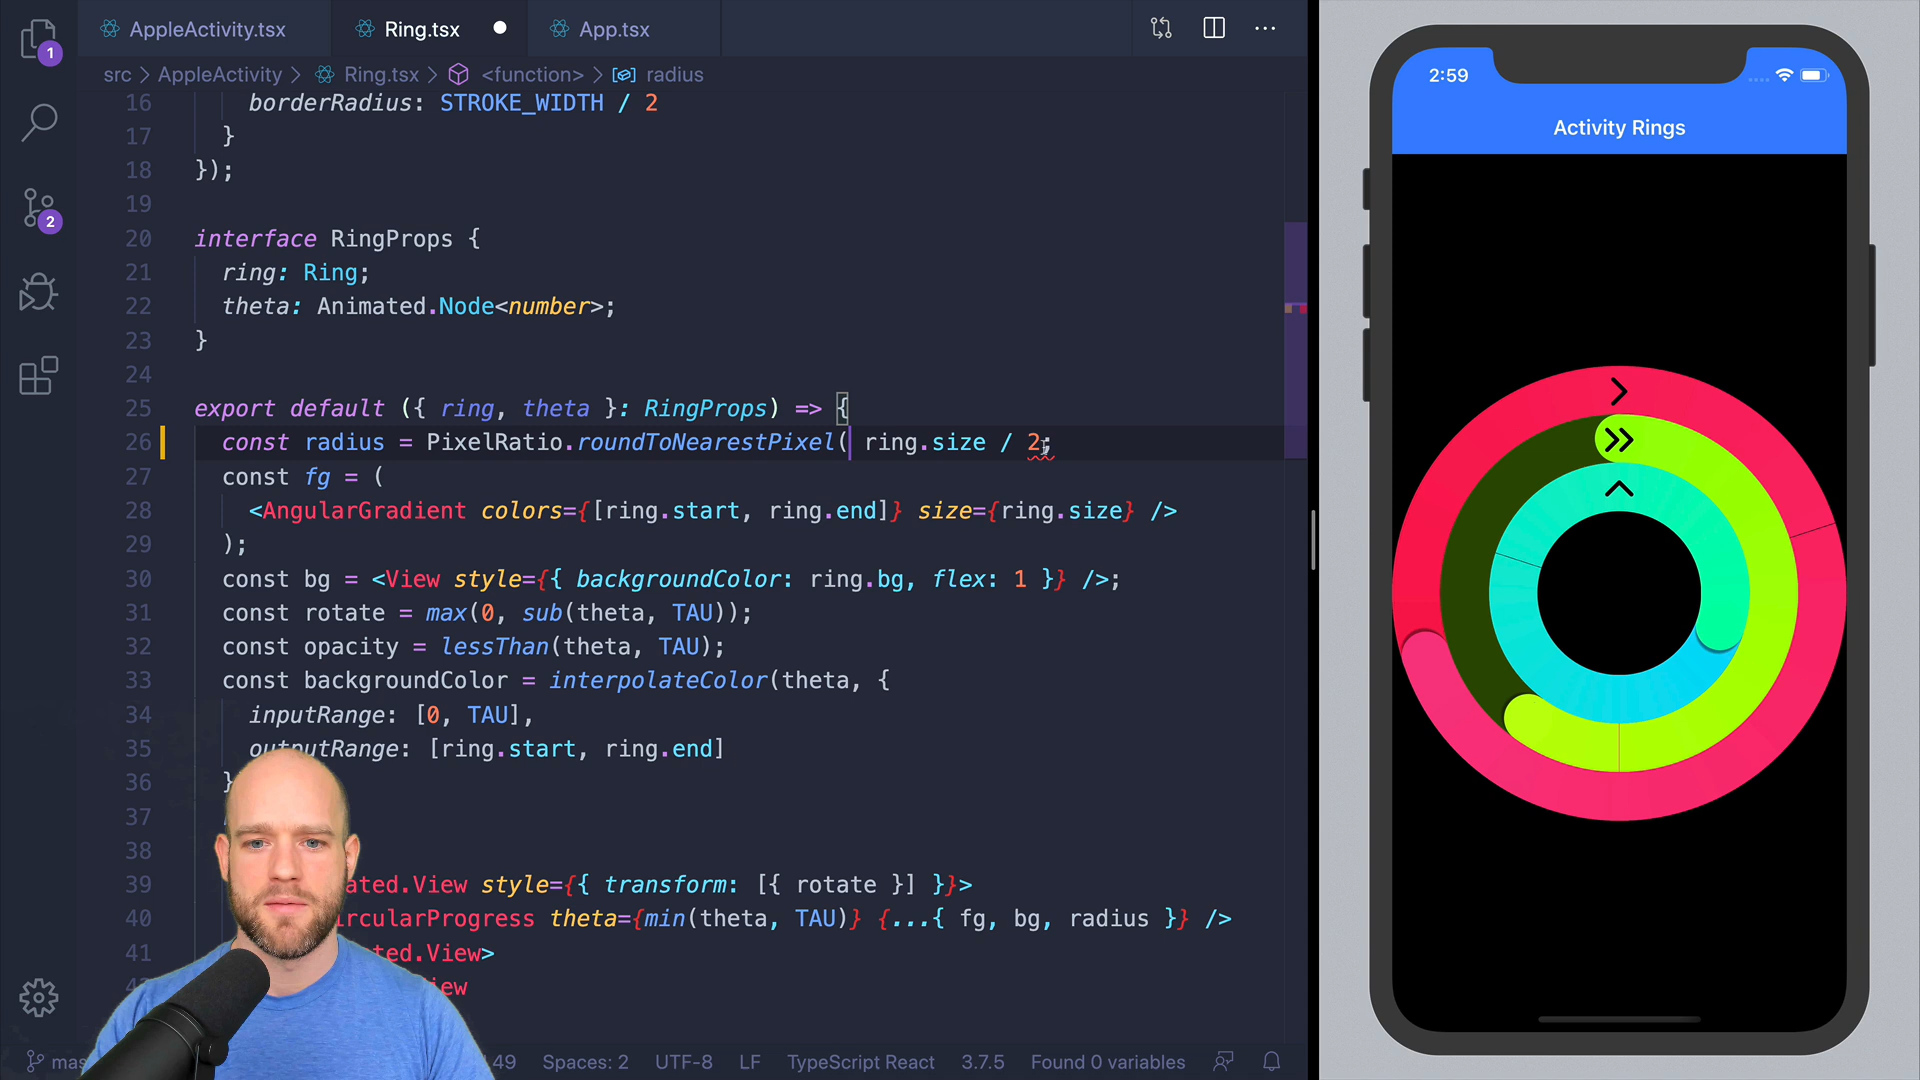 AppleActivity.tsx
Ring.tsx
App.tsx
src > AppleActivity > Ring.tsx > <function> > radius
1
2
16 borderRadius: STROKE_WIDTH / 2
17 }
18 });
19
20 interface RingProps {
21 ring: Ring;
22 theta: Animated.Node<number>;
23 }
24
25 export default ({ ring, theta }: RingProps) => {
26 const radius = PixelRatio.roundToNearestPixel( ring.size / 2;
27 const fg = (
28 <AngularGradient colors={[ring.start, ring.end]} size={ring.size} />
29 );
30 const bg = <View style={{ backgroundColor: ring.bg, flex: 1 }} />;
31 const rotate = max(0, sub(theta, TAU));
32 const opacity = lessThan(theta, TAU);
33 const backgroundColor = interpolateColor(theta, {
34 inputRange: [0, TAU],
35 outputRange: [ring.start, ring.end]
36 }
37
38
39 ated.View style={{ transform: [{ rotate }] }}>
40 ircularProgress theta={min(theta, TAU)} {...{ fg, bg, radius }} />
41 ted.View>
ew
mas 49 Spaces: 2 UTF-8 LF TypeScript React 3.7.5 Found 0 variables
2:59
Activity Rings